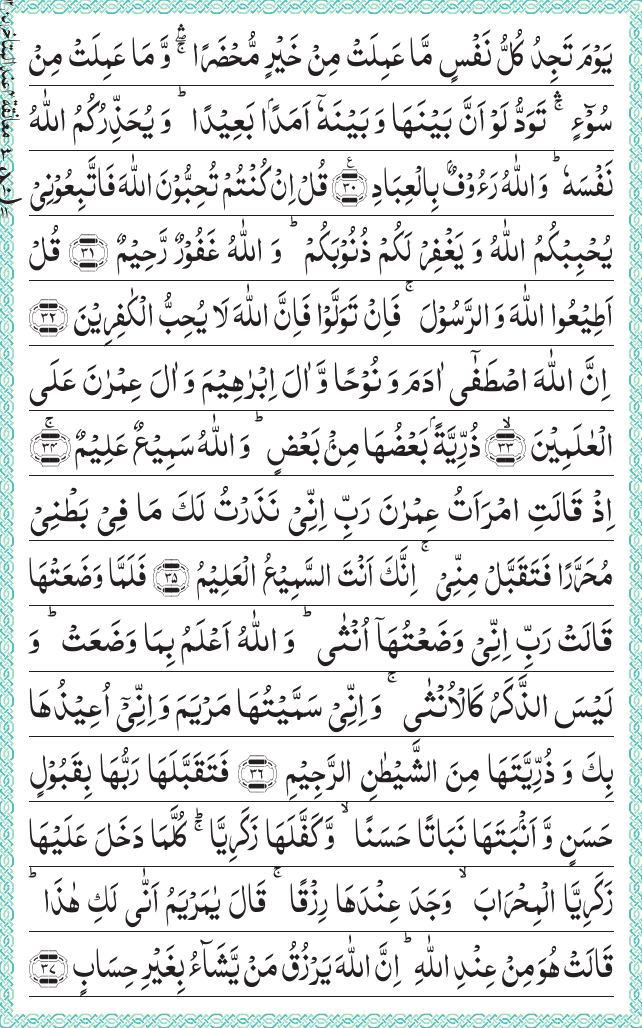 یَوْمَ تَجِدُ كُلُّ نَفْسٍ مَّا عَمِلَتْ مِنْ خَیْرٍ مُّحْضَرًا ۛۖۚ وَّ مَا عَمِلَتْ مِنْ
سُوْٓءٍ ۛۚ تَوَدُّ لَوْ اَنَّ بَیْنَهَا وَ بَیْنَهٗۤ اَمَدًۢا بَعِیْدًا ؕ وَ یُحَذِّرُكُمُ اللّٰهُ
نَفْسَهٗ ؕ وَ اللّٰهُ رَءُوْفٌۢ بِالْعِبَادِ ﴿۳۰﴾ قُلْ اِنْ كُنْتُمْ تُحِبُّوْنَ اللّٰهَ فَاتَّبِعُوْنِیْ
یُحْبِبْكُمُ اللّٰهُ وَ یَغْفِرْ لَكُمْ ذُنُوْبَكُمْ ؕ وَ اللّٰهُ غَفُوْرٌ رَّحِیْمٌ ﴿۳۱﴾ قُلْ
اَطِیْعُوا اللّٰهَ وَ الرَّسُوْلَ ۚ فَاِنْ تَوَلَّوْا فَاِنَّ اللّٰهَ لَا یُحِبُّ الْكٰفِرِیْنَ ﴿۳۲﴾
اِنَّ اللّٰهَ اصْطَفٰۤی اٰدَمَ وَ نُوْحًا وَّ اٰلَ اِبْرٰهِیْمَ وَ اٰلَ عِمْرٰنَ عَلَی
الْعٰلَمِیْنَ ﴿ۙ۳۳﴾ ذُرِّیَّةًۢ بَعْضُهَا مِنْۢ بَعْضٍ ؕ وَ اللّٰهُ سَمِیْعٌ عَلِیْمٌ ﴿ۚ۳۴﴾
اِذْ قَالَتِ امْرَاَتُ عِمْرٰنَ رَبِّ اِنِّیْ نَذَرْتُ لَكَ مَا فِیْ بَطْنِیْ
مُحَرَّرًا فَتَقَبَّلْ مِنِّیْ ۚ اِنَّكَ اَنْتَ السَّمِیْعُ الْعَلِیْمُ ﴿۳۵﴾ فَلَمَّا وَضَعَتْهَا
قَالَتْ رَبِّ اِنِّیْ وَضَعْتُهَاۤ اُنْثٰی ؕ وَ اللّٰهُ اَعْلَمُ بِمَا وَضَعَتْ ؕ وَ
لَیْسَ الذَّكَرُ كَالْاُنْثٰی ۚ وَ اِنِّیْ سَمَّیْتُهَا مَرْیَمَ وَ اِنِّیْۤ اُعِیْذُهَا
بِكَ وَ ذُرِّیَّتَهَا مِنَ الشَّیْطٰنِ الرَّجِیْمِ ﴿۳۶﴾ فَتَقَبَّلَهَا رَبُّهَا بِقَبُوْلٍ
حَسَنٍ وَّ اَنْۢبَتَهَا نَبَاتًا حَسَنًا ۙ وَّ كَفَّلَهَا زَكَرِیَّا ۚؕ كُلَّمَا دَخَلَ عَلَیْهَا
زَكَرِیَّا الْمِحْرَابَ ۙ وَجَدَ عِنْدَهَا رِزْقًا ۚ قَالَ یٰمَرْیَمُ اَنّٰی لَكِ هٰذَا ؕ
قَالَتْ هُوَ مِنْ عِنْدِ اللّٰهِ ؕ اِنَّ اللّٰهَ یَرْزُقُ مَنْ یَّشَآءُ بِغَیْرِ حِسَابٍ ﴿۳۷﴾